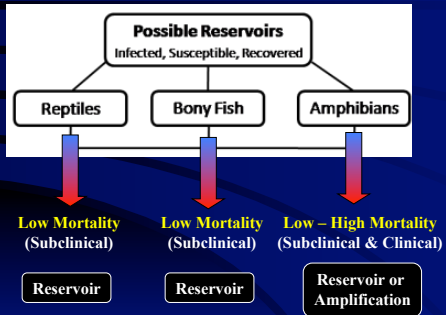 Possible Reservoirs
Infected, Susceptible, Recovered
Reptiles
Bony Fish
Amphibians
Low Mortality
(Subclinical)
Low Mortality
(Subclinical)
Low – High Mortality
(Subclinical & Clinical)
Reservoir
Reservoir
Reservoir or
Amplification